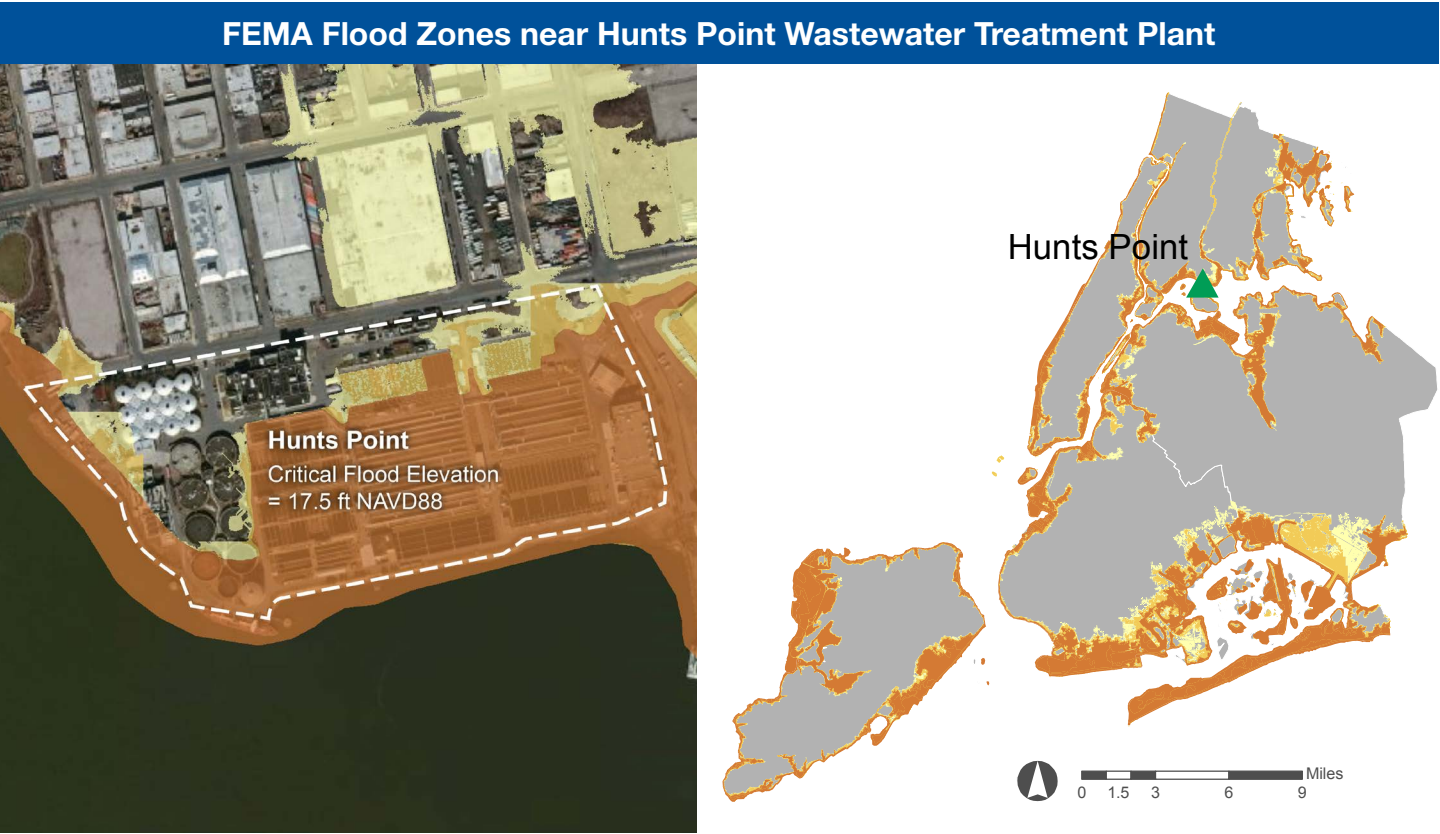 FEMA Flood Zones near Hunts Point Wastewater Treatment Plant
Hunts Point
Critical Flood Elevation
= 17.5 ft NAVD88
Hunts Point
Miles
0 1.5 3 6 9